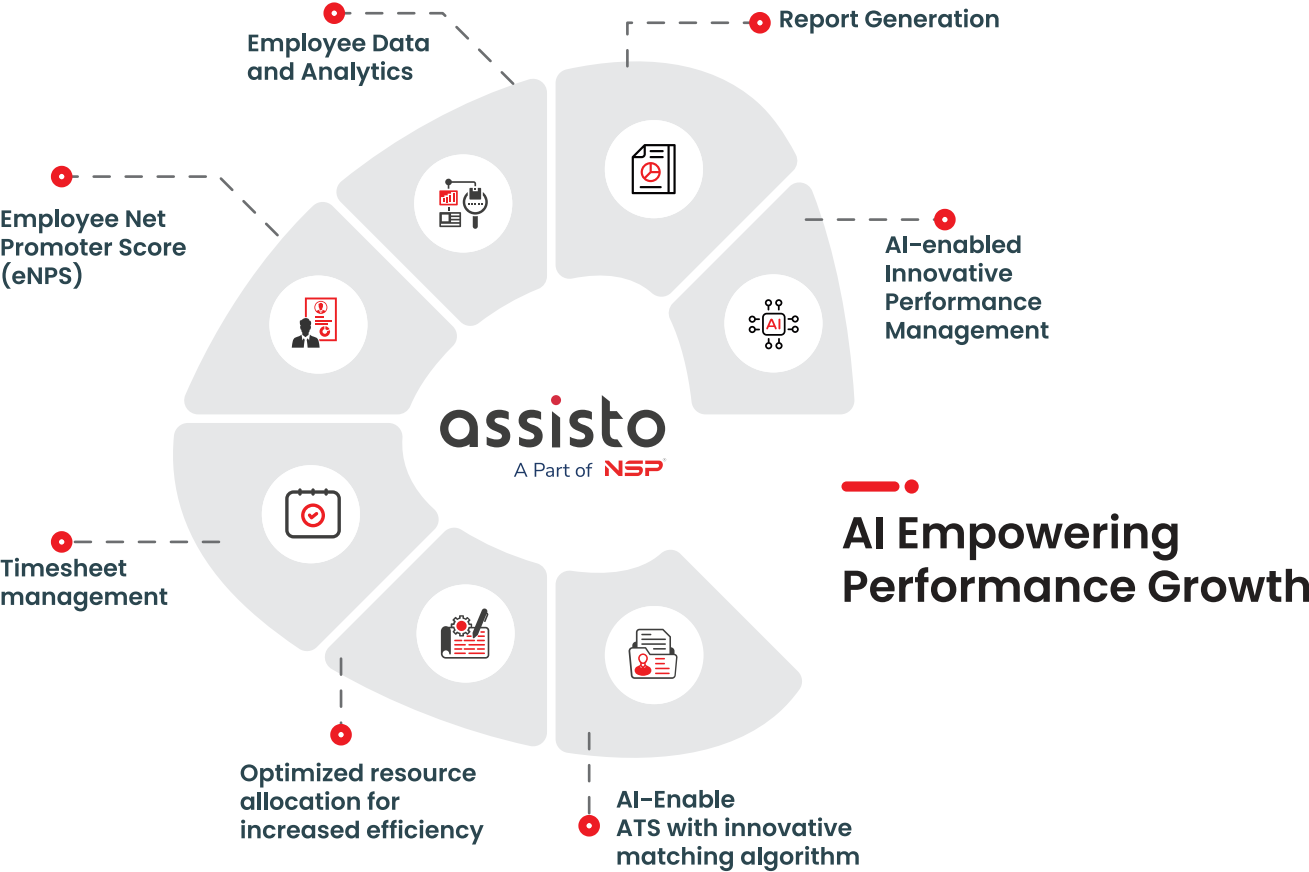 Report Generation
Employee Data
and Analytics
Employee Net
Promoter Score
(eNPS)
AI-enabled
Innovative
Performance
Management
AI
assisto
A Part of NSP
AI Empowering
Performance Growth
Timesheet
management
Optimized resource
allocation for
increased efficiency
AI-Enable
ATS with innovative
matching algorithm